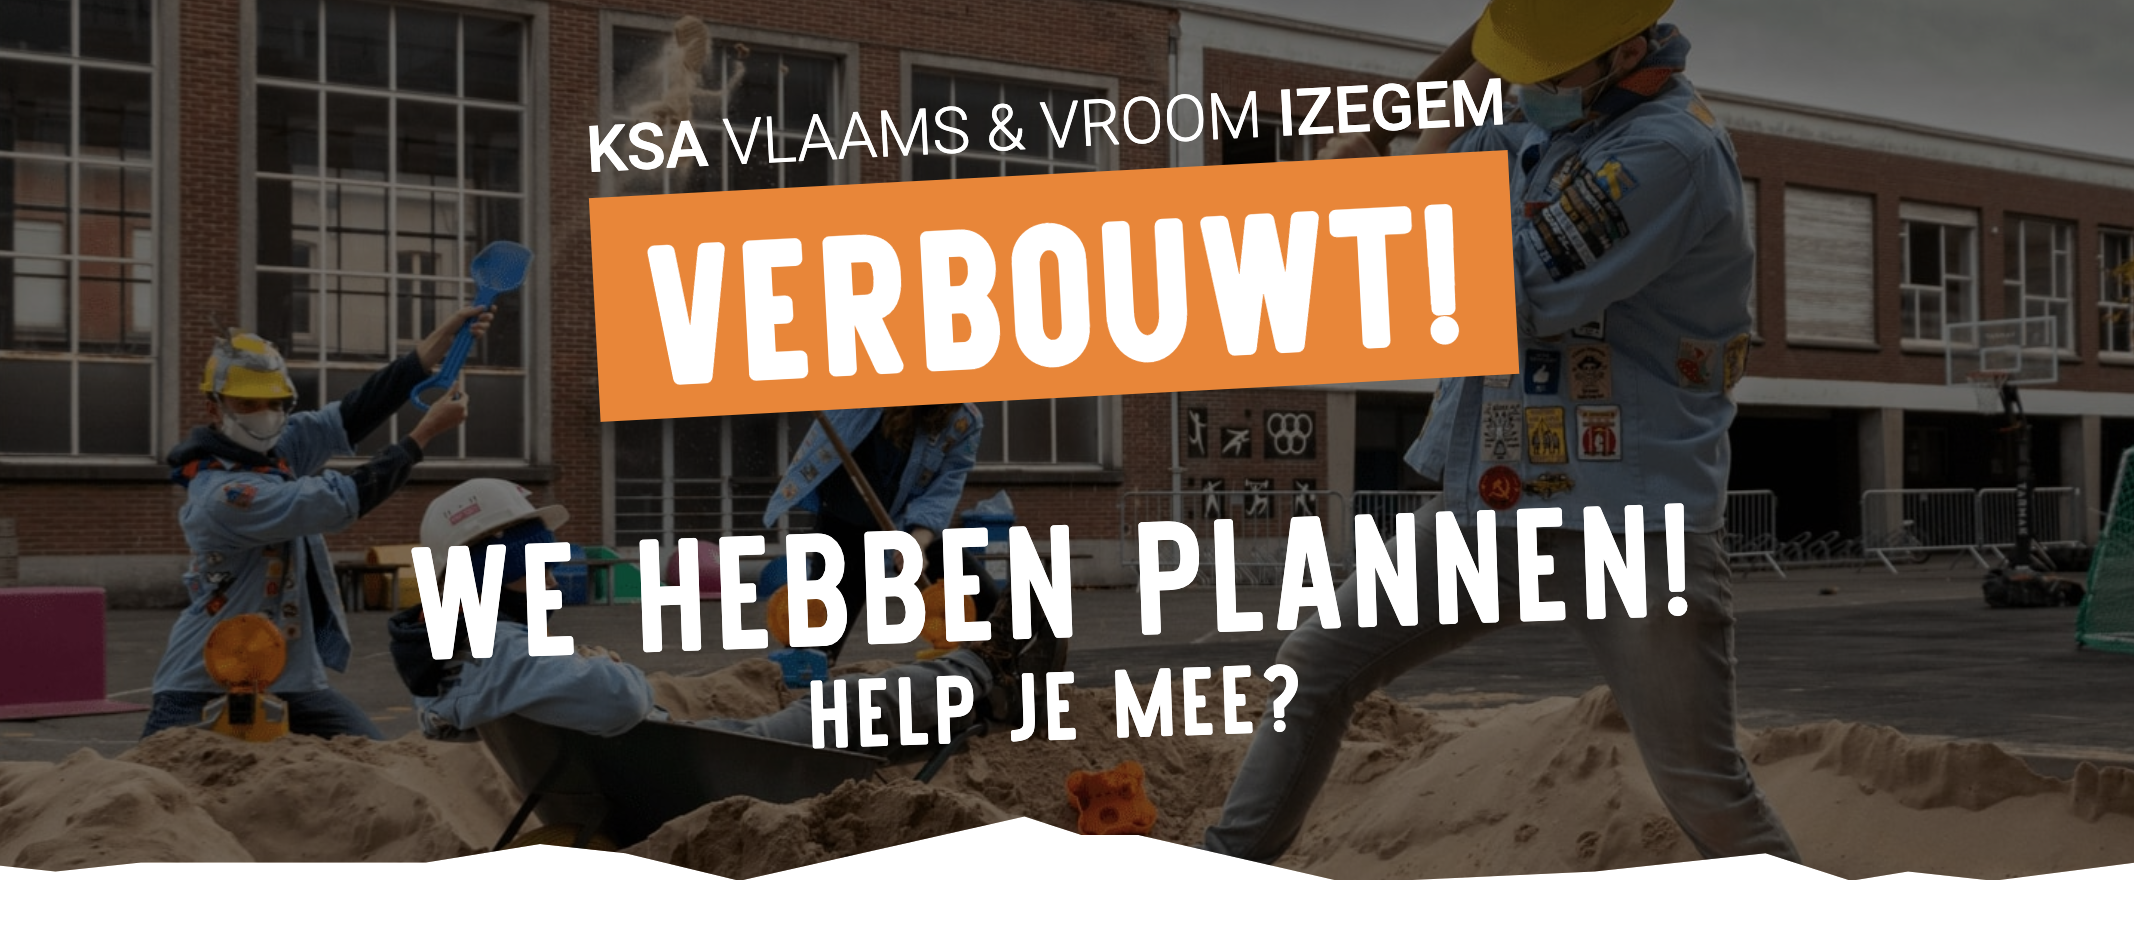 KSA VLAAMS & VROOM IZEGEM
VERBOUWT!
WE HEBBEN PLANNEN!
HELP JE MEE?